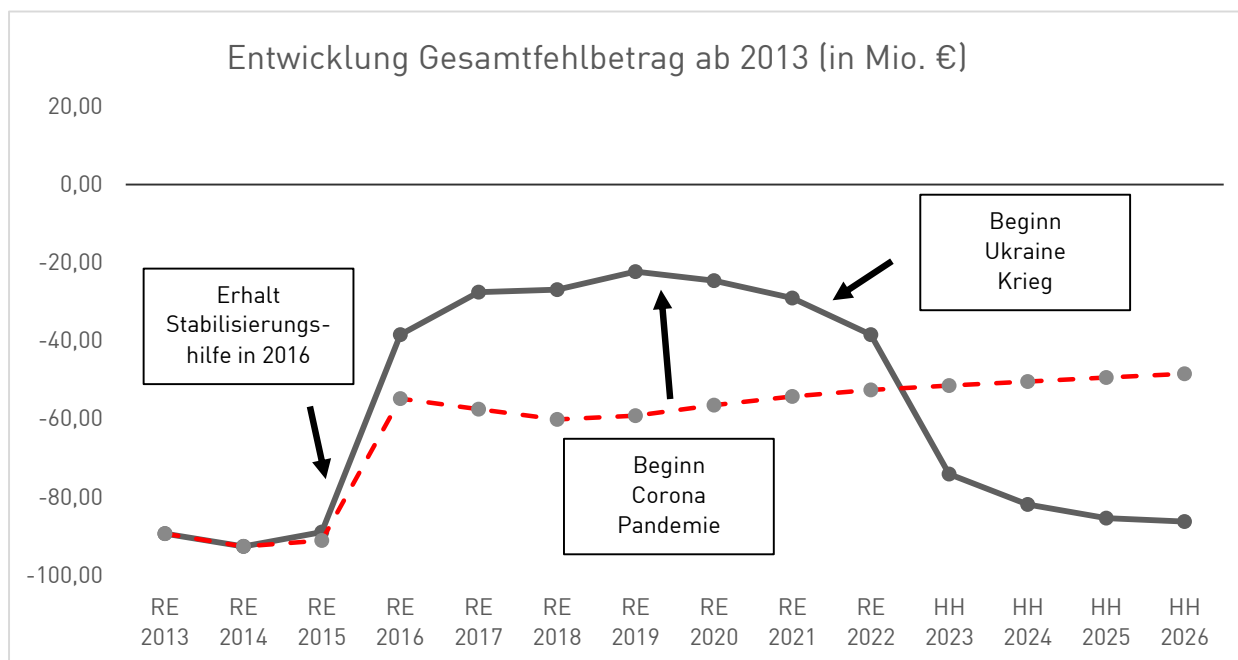 Entwicklung Gesamtfehlbetrag ab 2013 (in Mio. €)
20,00
0,00
-20,00
-40,00
-60,00
-80,00
-100,00
Erhalt
Stabilisierungs-
hilfe in 2016
Beginn
Corona
Pandemie
Beginn
Ukraine
Krieg
RE RE RE RE RE RE RE RE RE RE HH HH HH HH
2013 2014 2015 2016 2017 2018 2019 2020 2021 2022 2023 2024 2025 2026